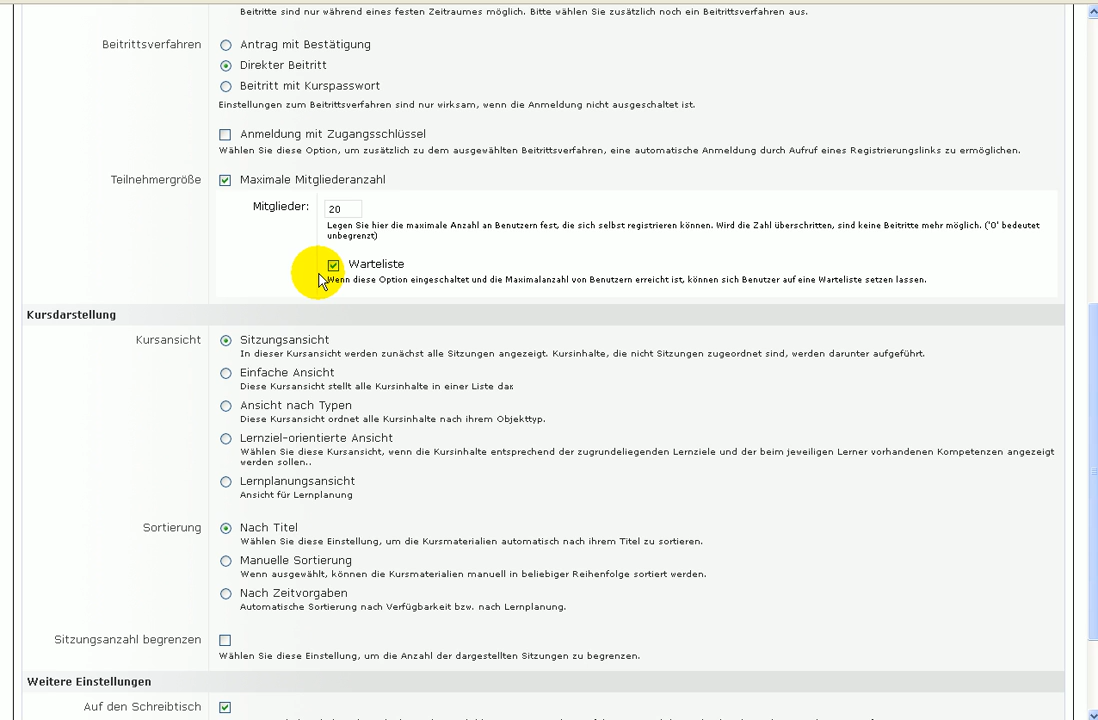 Beitritte sind nur während eines festen Zeitraumes möglich. Bitte wählen Sie zusätzlich noch ein Beitrittsverfahren aus.
Beitrittsverfahren
Antrag mit Bestätigung
Direkter Beitritt
Beitritt mit Kurspasswort
Einstellungen zum Beitrittsverfahren sind nur wirksam, wenn die Anmeldung nicht ausgeschaltet ist.
Anmeldung mit Zugangsschlüssel
Wählen Sie diese Option, um zusätzlich zu dem ausgewählten Beitrittsverfahren, eine automatische Anmeldung durch Aufruf eines Registrierungslinks zu ermöglichen.
Teilnehmergröße
Maximale Mitgliederanzahl
Mitglieder:
20
Legen Sie hier die maximale Anzahl an Benutzern fest, die sich selbst registrieren können. Wird die Zahl überschritten, sind keine Beitritte mehr möglich. ('0' bedeutet
unbegrenzt)
Warteliste
Wenn diese Option eingeschaltet und die Maximalanzahl von Benutzern erreicht ist, können sich Benutzer auf eine Warteliste setzen lassen.
Kursdarstellung
Kursansicht
Sitzungsansicht
In dieser Kursansicht werden zunächst alle Sitzungen angezeigt. Kursinhalte, die nicht Sitzungen zugeordnet sind, werden darunter aufgeführt.
Einfache Ansicht
Diese Kursansicht stellt alle Kursinhalte in einer Liste dar.
Ansicht nach Typen
Diese Kursansicht ordnet alle Kursinhalte nach ihrem Objekttyp.
Lernziel-orientierte Ansicht
Wählen Sie diese Kursansicht, wenn die Kursinhalte entsprechend der zugrundeliegenden Lernziele und der beim jeweiligen Lerner vorhandenen Kompetenzen angezeigt
werden sollen..
Lernplanungsansicht
Ansicht für Lernplanung
Sortierung
Nach Titel
Wählen Sie diese Einstellung, um die Kursmaterialien automatisch nach ihrem Titel zu sortieren.
Manuelle Sortierung
Wenn ausgewählt, können die Kursmaterialien manuell in beliebiger Reihenfolge sortiert werden.
Nach Zeitvorgaben
Automatische Sortierung nach Verfügbarkeit bzw. nach Lernplanung.
Sitzungsanzahl begrenzen
Wählen Sie diese Einstellung, um die Anzahl der dargestellten Sitzungen zu begrenzen.
Weitere Einstellungen
Auf den Schreibtisch